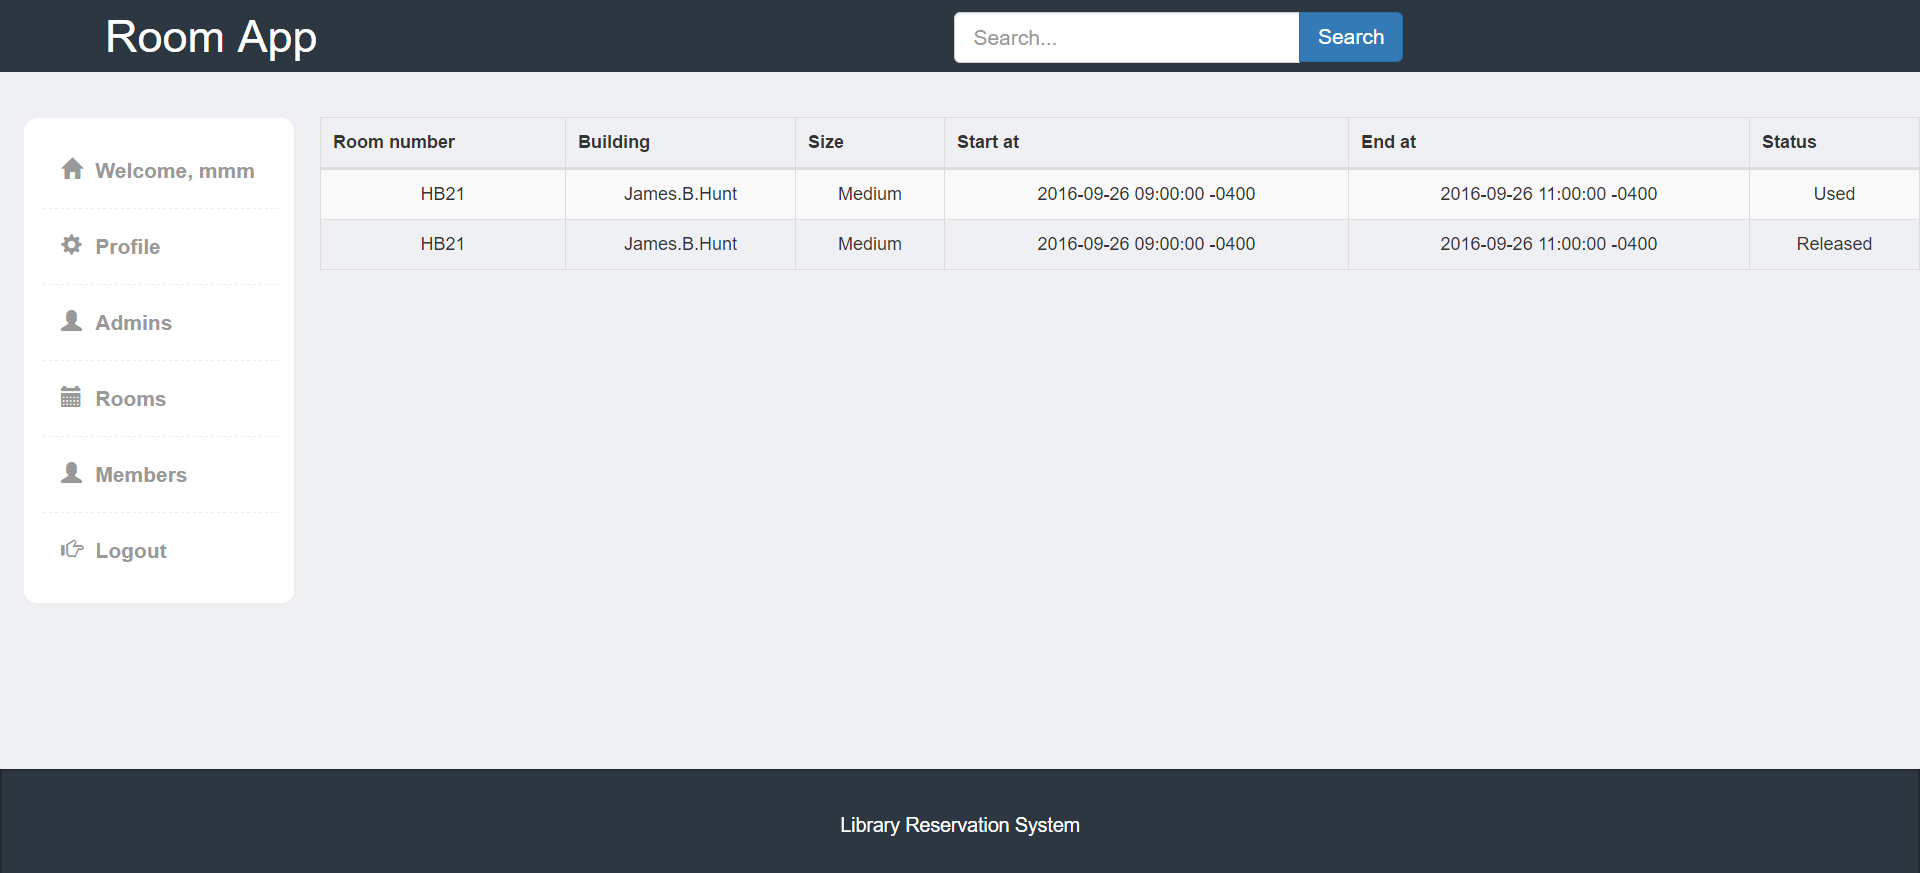 Room App
Search...
Search
Welcome, mmm
Profile
Admins
Rooms
Members
Logout
Room number Building Size Start at End at Status
HB21 James.B.Hunt Medium 2016-09-26 09:00:00 -0400 2016-09-26 11:00:00 -0400 Used
HB21 James.B.Hunt Medium 2016-09-26 09:00:00 -0400 2016-09-26 11:00:00 -0400 Released
Library Reservation System